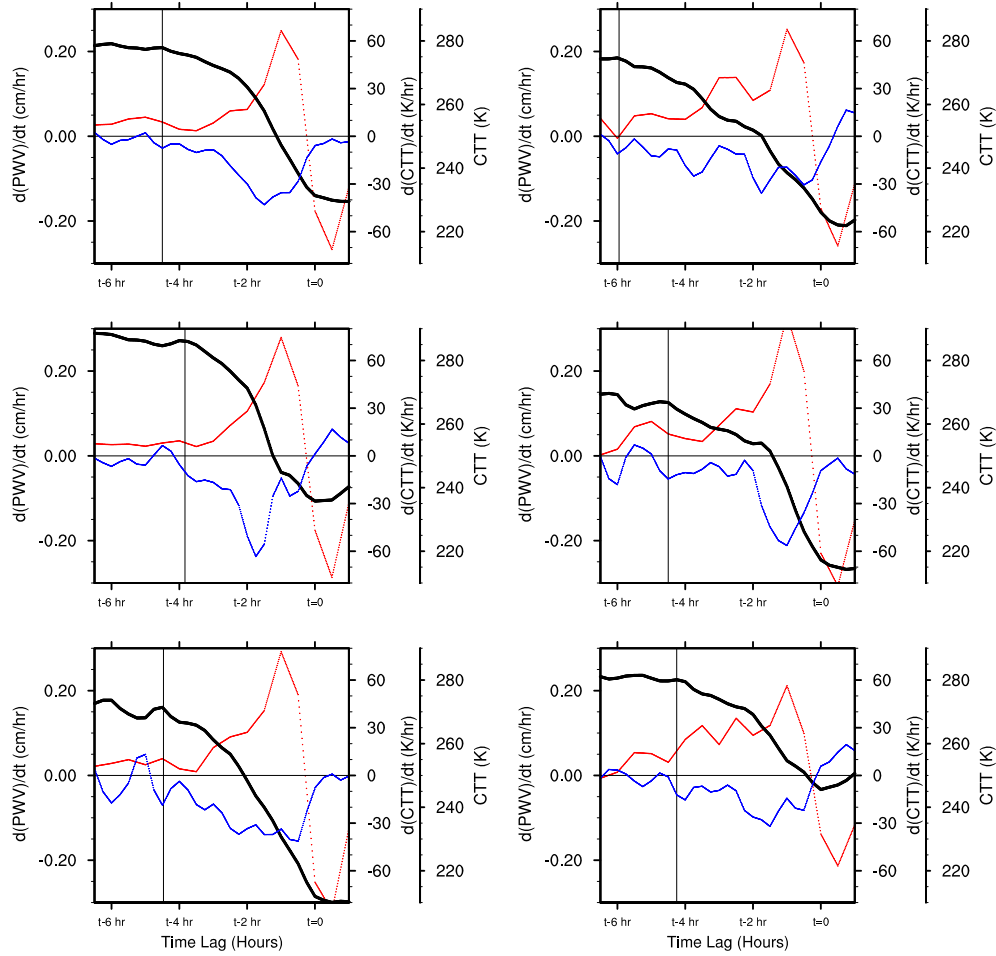 d(PWV)/dt (cm/hr)
0.20
0.00
-0.20
60
30
0
-30
-60
d(CTT)/dt (K/hr)
280
260
240
220
CTT (K)
t-6 hr t-4 hr t-2 hr t=0
d(PWV)/dt (cm/hr)
0.20
0.00
-0.20
60
30
0
-30
-60
d(CTT)/dt (K/hr)
280
260
240
220
CTT (K)
t-6 hr t-4 hr t-2 hr t=0
d(PWV)/dt (cm/hr)
0.20
0.00
-0.20
60
30
0
-30
-60
d(CTT)/dt (K/hr)
280
260
240
220
CTT (K)
t-6 hr t-4 hr t-2 hr t=0
d(PWV)/dt (cm/hr)
0.20
0.00
-0.20
60
30
0
-30
-60
d(CTT)/dt (K/hr)
280
260
240
220
CTT (K)
t-6 hr t-4 hr t-2 hr t=0
d(PWV)/dt (cm/hr)
0.20
0.00
-0.20
60
30
0
-30
-60
d(CTT)/dt (K/hr)
280
260
240
220
CTT (K)
t-6 hr t-4 hr t-2 hr t=0
Time Lag (Hours)
d(PWV)/dt (cm/hr)
0.20
0.00
-0.20
60
30
0
-30
-60
d(CTT)/dt (K/hr)
280
260
240
220
CTT (K)
t-6 hr t-4 hr t-2 hr t=0
Time Lag (Hours)